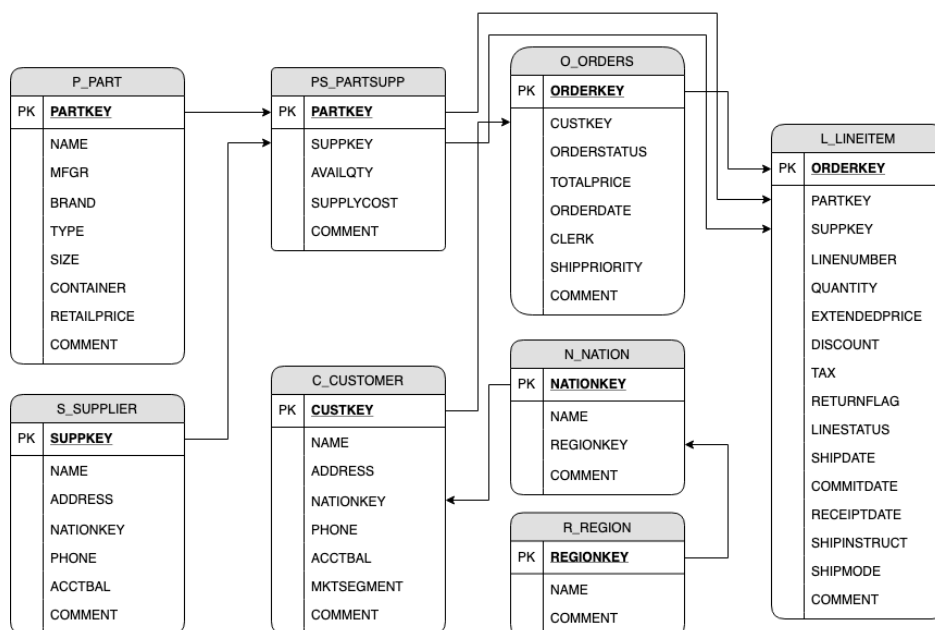 P_PART
PK PARTKEY
NAME
MFGR
BRAND
TYPE
SIZE
CONTAINER
RETAILPRICE
COMMENT
S_SUPPLIER
PK SUPPKEY
NAME
ADDRESS
NATIONKEY
PHONE
ACCTBAL
COMMENT
PS_PARTSUPP
PK PARTKEY
SUPPKEY
AVAILQTY
SUPPLYCOST
COMMENT
C_CUSTOMER
PK CUSTKEY
NAME
ADDRESS
NATIONKEY
PHONE
ACCTBAL
MKTSEGMENT
COMMENT
O_ORDERS
PK ORDERKEY
CUSTKEY
ORDERSTATUS
TOTALPRICE
ORDERDATE
CLERK
SHIPPRIORITY
COMMENT
N_NATION
PK NATIONKEY
NAME
REGIONKEY
COMMENT
R_REGION
PK REGIONKEY
NAME
COMMENT
L_LINEITEM
PK ORDERKEY
PARTKEY
SUPPKEY
LINENUMBER
QUANTITY
EXTENDEDPRICE
DISCOUNT
TAX
RETURNFLAG
LINESTATUS
SHIPDATE
COMMITDATE
RECEIPTDATE
SHIPINSTRUCT
SHIPMODE
COMMENT